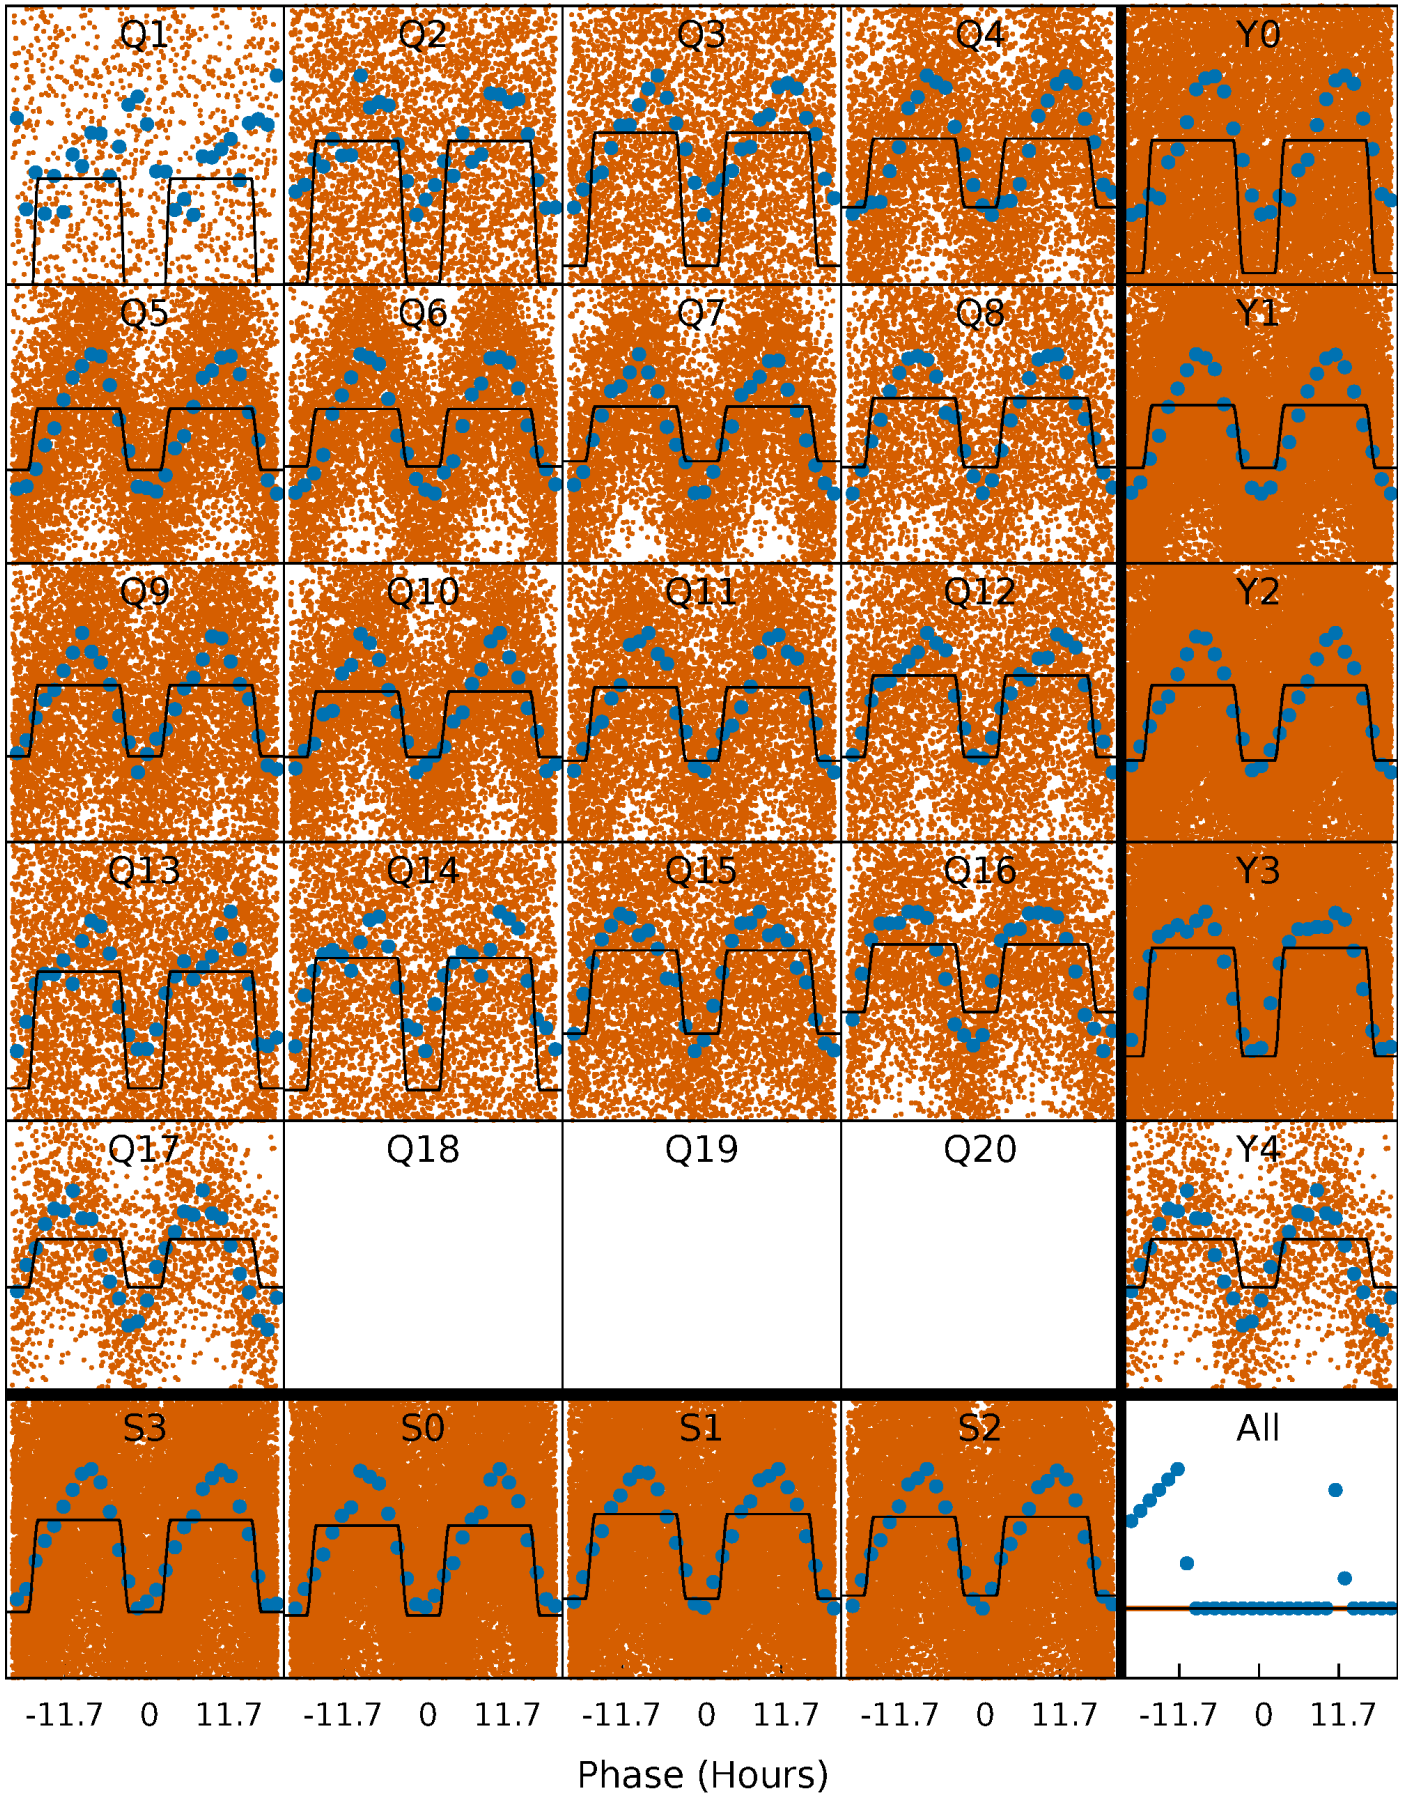 Q1 Q2 Q3 Q4 Y0
Q5 Q6 Q7 Q8 Y1
Q9 Q10 Q11 Q12 Y2
Q13 Q14 Q15 Q16 Y3
Q17 Q18 Q19 Q20 Y4
S3 S0 S1 S2 All
-11.7 0 11.7 -11.7 0 11.7 -11.7 0 11.7 -11.7 0 11.7 -11.7 0 11.7
Phase (Hours)